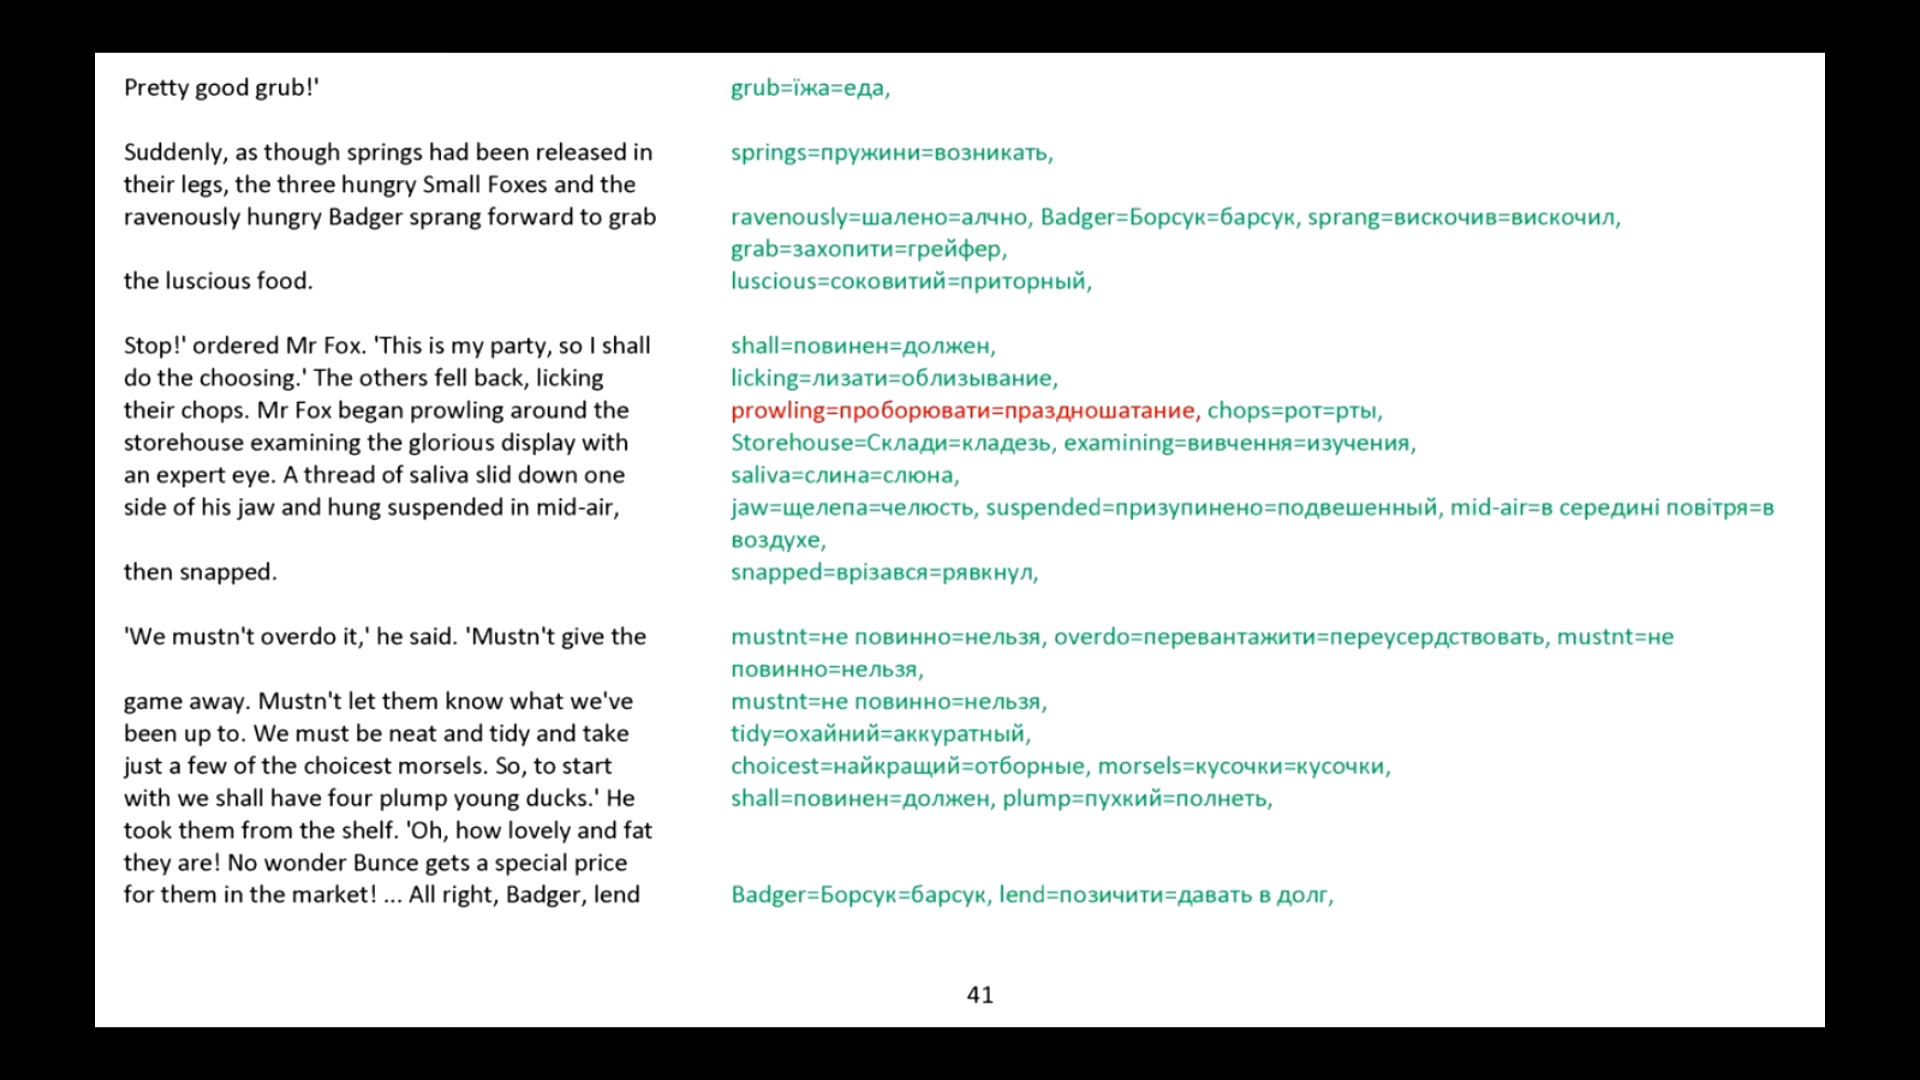 Pretty good grub!' grub=їжа=еда,
Suddenly, as though springs had been released in springs=пружини=возникать,
their legs, the three hungry Small Foxes and the
ravenously hungry Badger sprang forward to grab ravenously=шалено=алчно, Badger=Борсук=барсук, sprang=вискочив=вискочил,
grab=захопити=грейфер,
the luscious food. luscious=соковитий=приторный,
Stop!' ordered Mr Fox. 'This is my party, so I shall shall=повинен=должен,
do the choosing.' The others fell back, licking licking=лизати=облизывание,
their chops. Mr Fox began prowling around the prowling=проборювати=праздношатание, chops=рот=рты,
storehouse examining the glorious display with Storehouse=Склади=кладезь, examining=вивчення=изучения,
an expert eye. A thread of saliva slid down one saliva=слина=слюна,
side of his jaw and hung suspended in mid-air, jaw=щелепа=челюсть, suspended=призупинено=подвешенный, mid-air=в середині повітря=в
воздухе,
then snapped. snapped=врізався=рявкнул,
'We mustn't overdo it,' he said. 'Mustn't give the mustnt=не повинно=нельзя, overdo=перевантажити=переусердствовать, mustnt=не
повинно=нельзя,
game away. Mustn't let them know what we've mustnt=не повинно=нельзя,
been up to. We must be neat and tidy and take tidy=охайний=аккуратный,
just a few of the choicest morsels. So, to start choicest=найкращий=отборные, morsels=кусочки=кусочки,
with we shall have four plump young ducks.' He shall=повинен=должен, plump=пухкий=полнеть,
took them from the shelf. 'Oh, how lovely and fat
they are! No wonder Bunce gets a special price
for them in the market! ... All right, Badger, lend Badger=Борсук=барсук, lend=позичити=давать в долг,
41